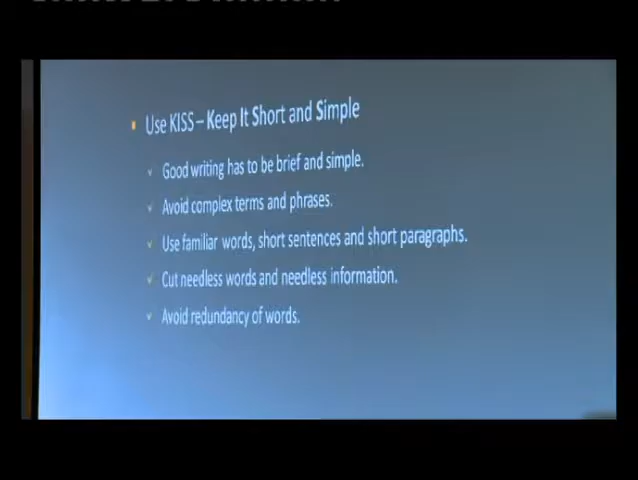 Use KISS – Keep It Short and Simple
Good writing has to be brief and simple.
Avoid complex terms and phrases.
Use familiar words, short sentences and short paragraphs.
Cut needless words and needless information.
Avoid redundancy of words.